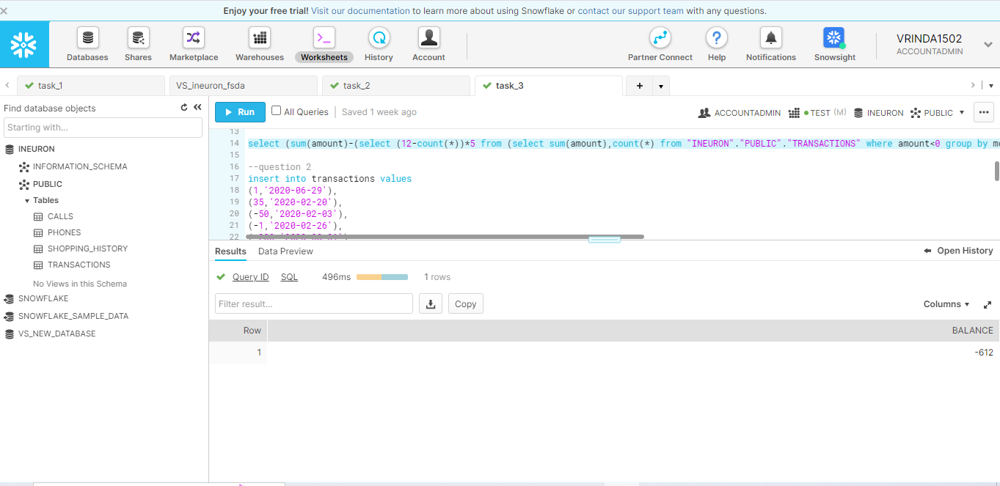 Enjoy your free trial! Visit our documentation to learn more about using Snowflake or contact our support team with any questions.
Databases
Shares
Marketplace
Warehouses
Worksheets
History
Account
Partner Connect
Help
Notifications
Snowsight
VRINDA1502
ACCOUNTADMIN
task_1
VS_ineuron_fsda
task_2
task_3
Find database objects
Starting with...
INEURON
INFORMATION_SCHEMA
PUBLIC
Tables
CALLS
PHONES
SHOPPING_HISTORY
TRANSACTIONS
No Views in this Schema
SNOWFLAKE
SNOWFLAKE_SAMPLE_DATA
VS_NEW_DATABASE
Run All Queries Saved 1 week ago
ACCOUNTADMIN TEST (M) INEURON PUBLIC
13
14 select (sum(amount)-(select (12-count(*))*5 from (select sum(amount),count(*) from "INEURON"."PUBLIC"."TRANSACTIONS" where amount<0 group by mo
15
16 --question 2
17 insert into transactions values
18 (1,'2020-06-29'),
19 (35,'2020-02-20'),
20 (-50,'2020-02-03'),
21 (-1,'2020-02-26'),
22
Results Data Preview Open History
Query ID SQL 496ms 1 rows
Filter result... Copy Columns
Row BALANCE
1 -612